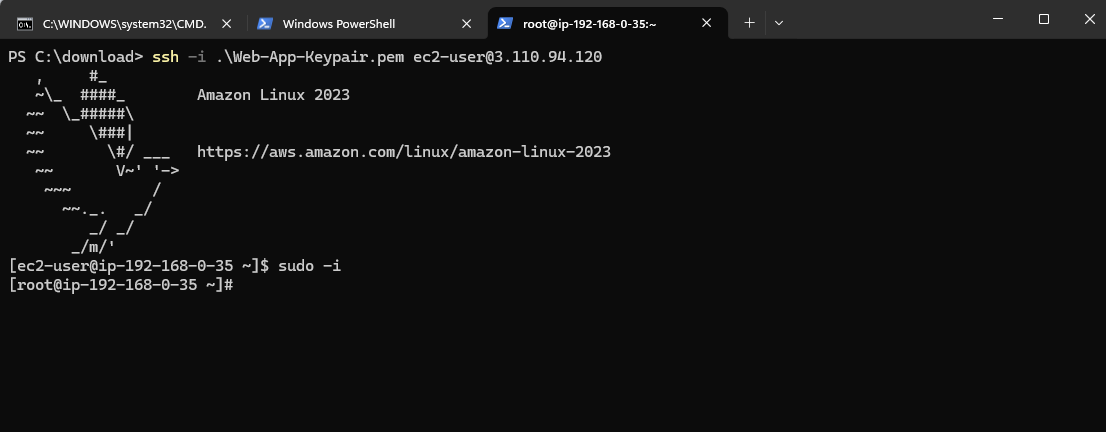 C:\WINDOWS\system32\CMD.
Windows PowerShell
root@ip-192-168-0-35:~
PS C:\download> ssh -i .\Web-App-Keypair.pem ec2-user@3.110.94.120
   ,     #_
   ~\_  ####_        Amazon Linux 2023
  ~~  \_#####\
  ~~     \###|
  ~~       \#/ ___   https://aws.amazon.com/linux/amazon-linux-2023
   ~~       V~' '->
    ~~~         /
      ~~._.   _/
         _/ _/
       _/m/'
[ec2-user@ip-192-168-0-35 ~]$ sudo -i
[root@ip-192-168-0-35 ~]#